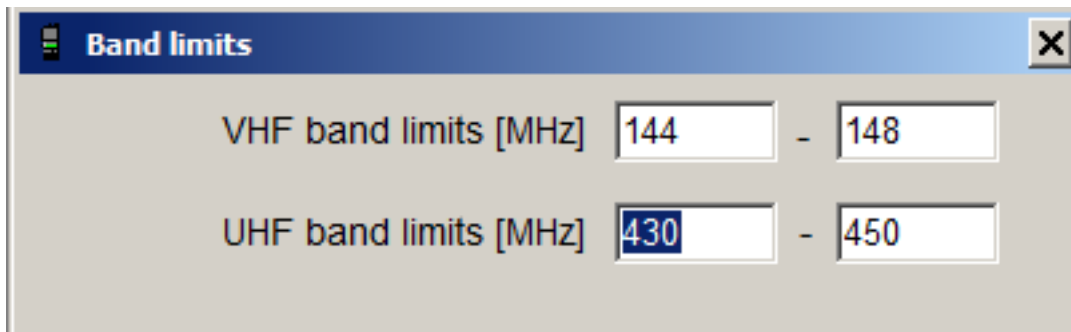 Band limits
VHF band limits [MHz] 144 - 148
UHF band limits [MHz] 430 - 450